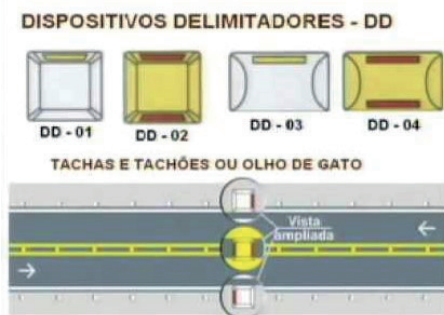 DISPOSITIVOS DELIMITADORES - DD
DD - 01
DD - 02
DD - 03
DD - 04
TACHAS E TACHÕES OU OLHO DE GATO
Vista
ampliada